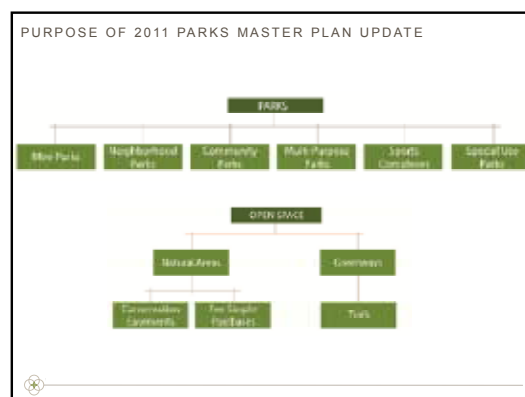 PURPOSE OF 2011 PARKS MASTER PLAN UPDATE
PARKS
Mini Parks
Neighborhood
Parks
Community
Parks
Multi-Purpose
Parks
Sports
Complexes
Special Use
Parks
OPEN SPACE
Natural Areas
Greenways
Conservation
Easements
Fee Simple
Purchases
Trails